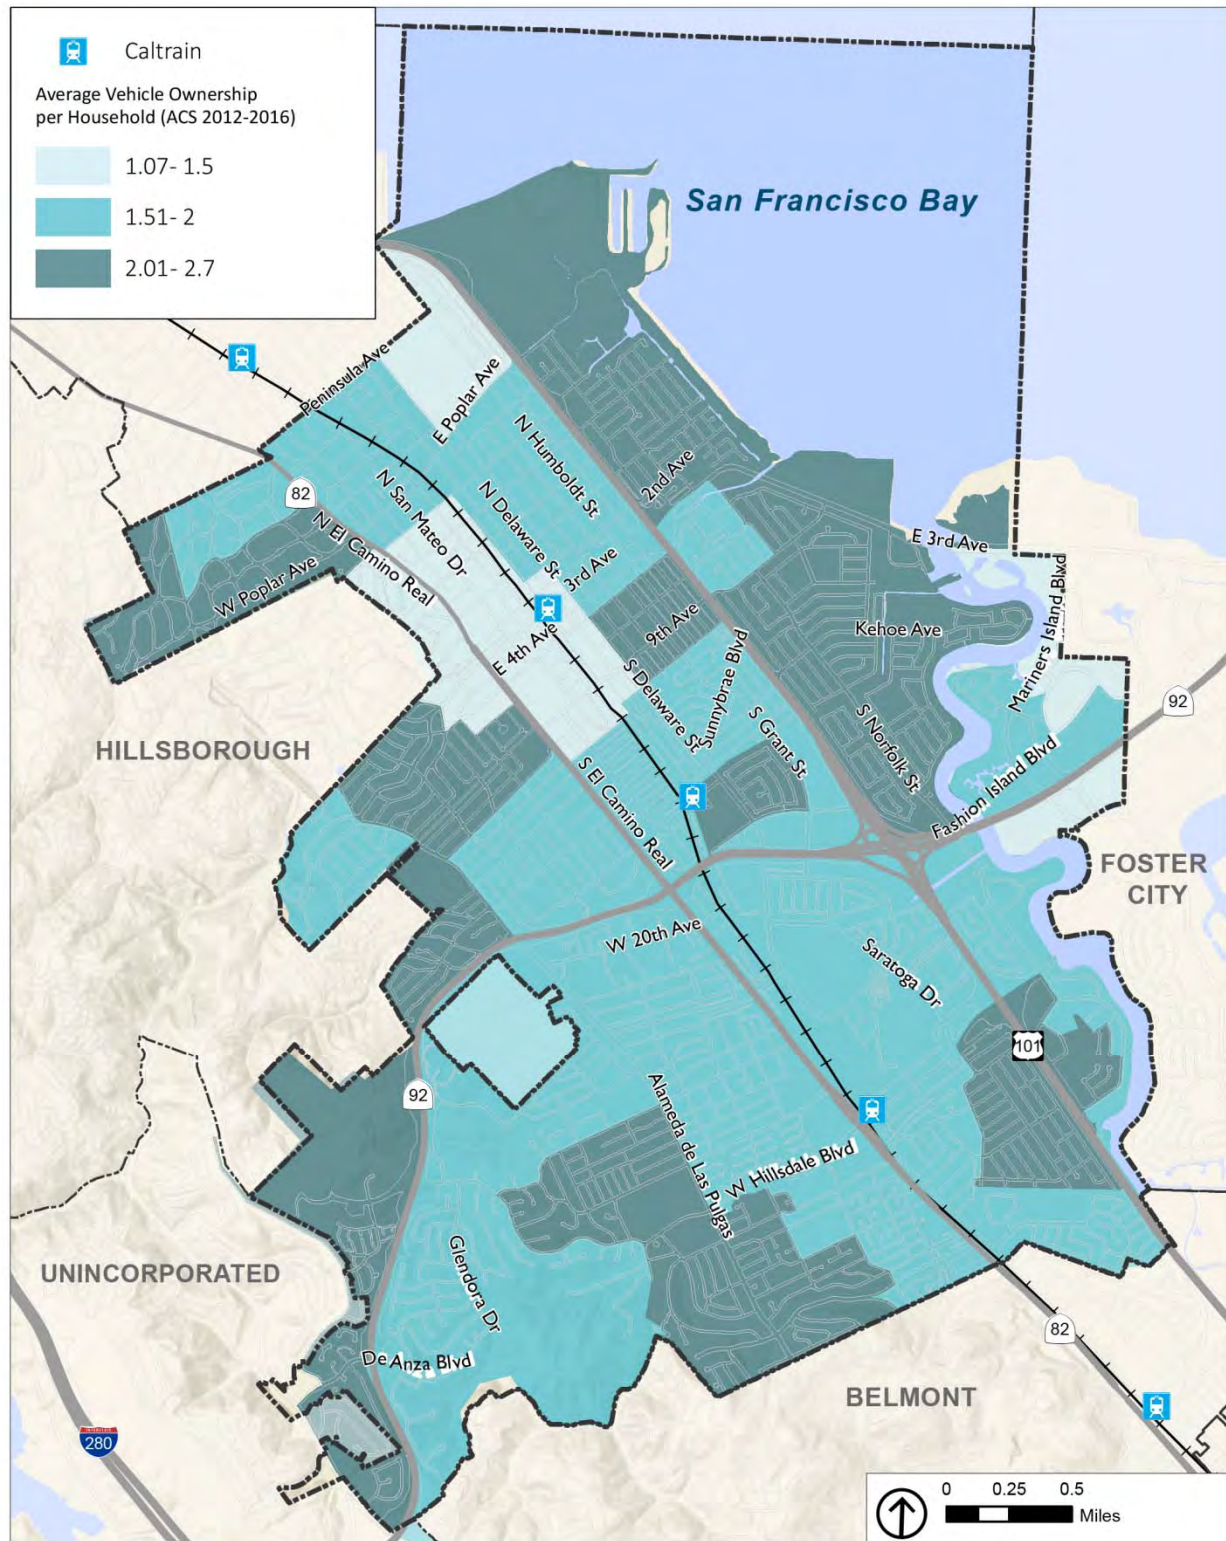 Caltrain
Average Vehicle Ownership
per Household (ACS 2012-2016)
1.07- 1.5
1.51- 2
2.01- 2.7
San Francisco Bay
Peninsula Ave
E Poplar Ave
N Humboldt St
2nd Ave
82
N San Mateo Dr
N Delaware St
N El Camino Real
W Poplar Ave
3rd Ave
E 3rd Ave
Mariners Island Blvd
9th Ave
Kehoe Ave
E 4th Ave
S Delaware St
Sunnybrae Blvd
S Grant St
S Norfolk St
92
HILLSBOROUGH
Fashion Island Blvd
S El Camino Real
FOSTER
CITY
W 20th Ave
Saratoga Dr
101
92
Alameda de Las Pulgas
W Hillsdale Blvd
UNINCORPORATED
Glendora Dr
De Anza Blvd
82
BELMONT
INTERSTATE
280
0 0.25 0.5
Miles